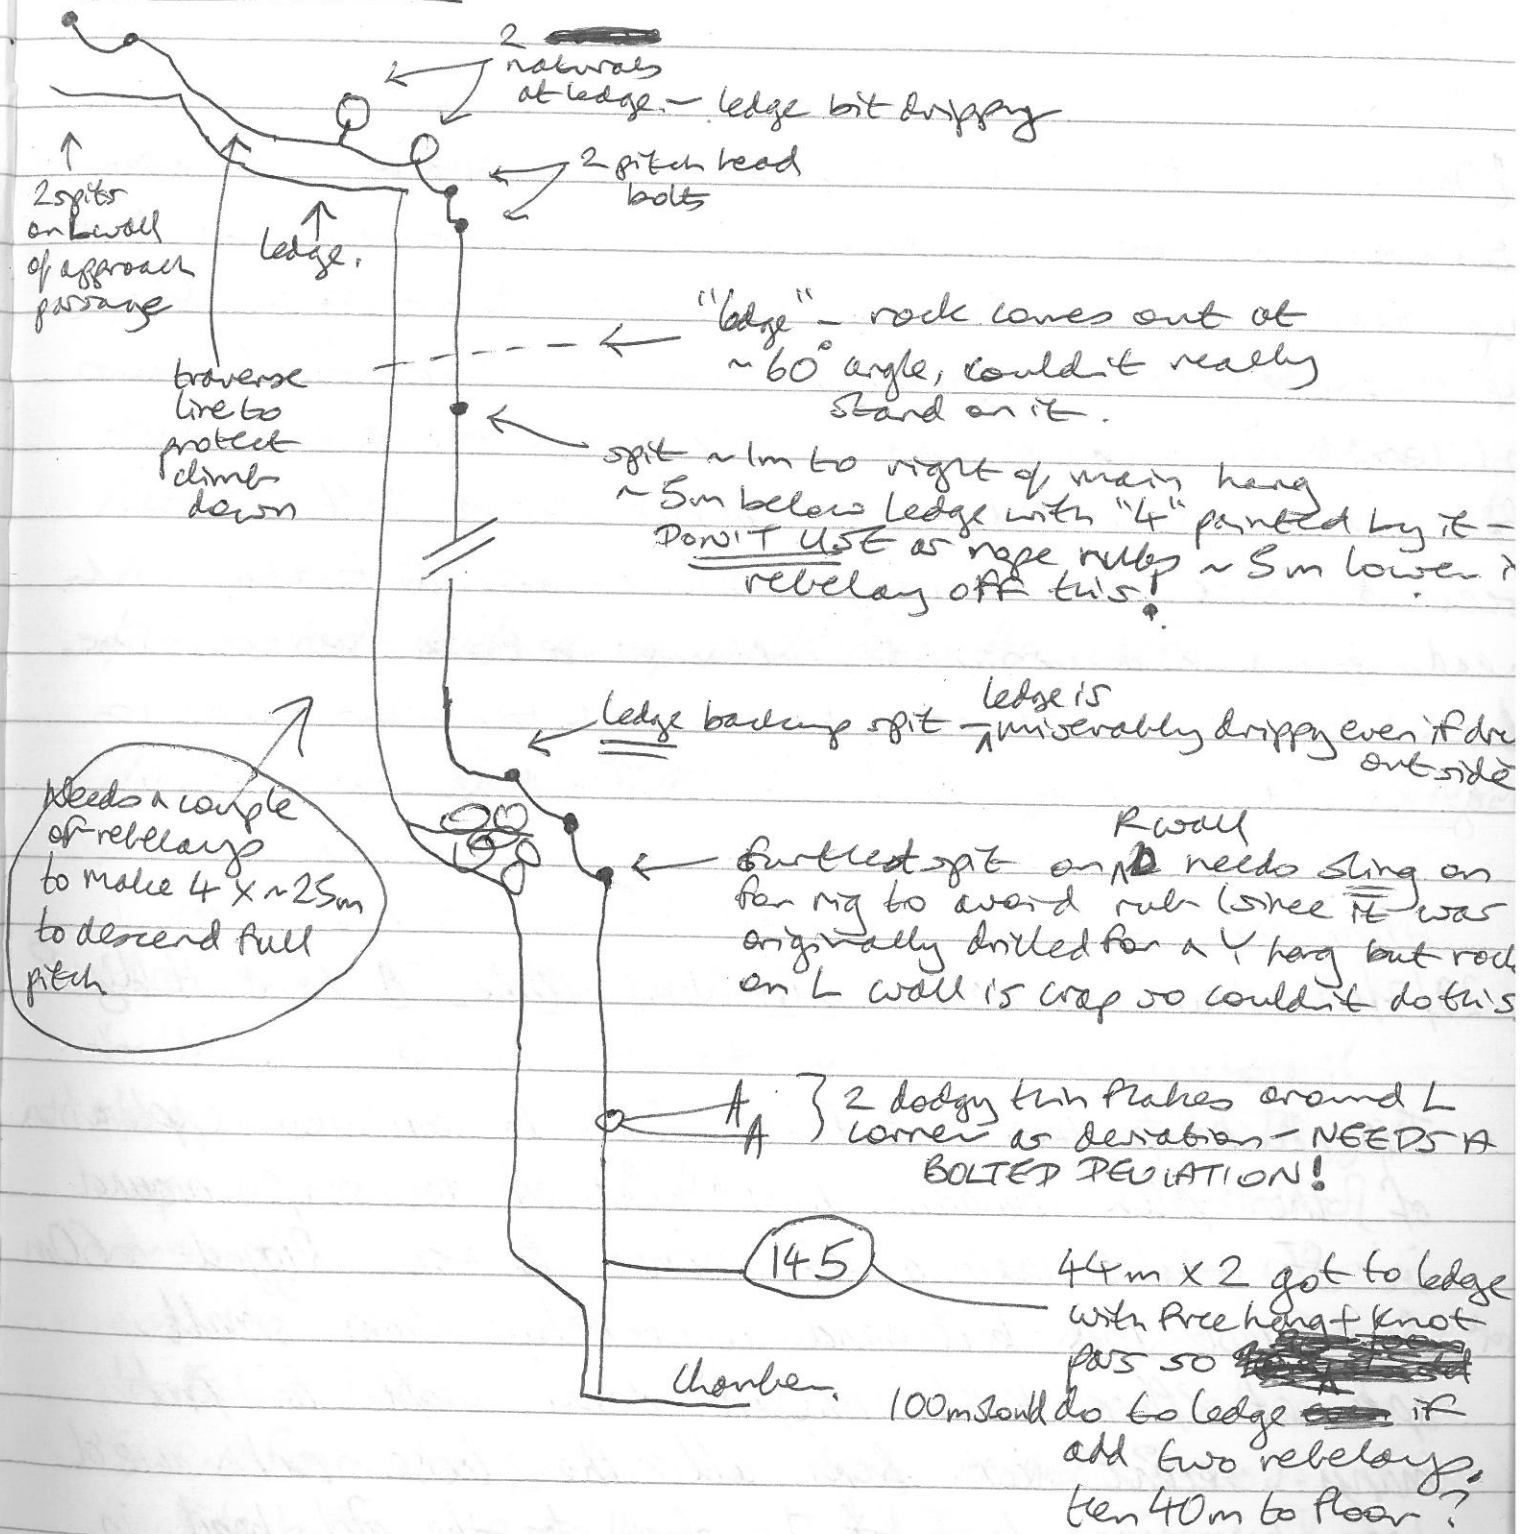 2
naturals
at ledge. – ledge bit drippy
2 pitch head
bolts
2 spits
on L wall
of approach
passage
ledge.
traverse
line to
protect
climb
down
"ledge" – rock comes out at
~60° angle, couldn't really
stand on it.
spit ~1m to right of main hang
~5m below ledge with "4" painted by it –
DON'T USE as rope rubs ~5m lower if
rebelay off this!
ledge is
ledge backup spit – ^ miserably drippy even if
outside
Needs a couple
of rebelays
to make 4 x ~25m
to descend full
pitch
R wall
furthest spit on ^ needs sling on
for rig to avoid rub (since it was
originally drilled for a Y hang but rock
on L wall is crap so couldn't do this
2 dodgy thin flakes around L
corner as deviation – NEEDS A
BOLTED DEVIATION!
145
44m x 2 got to ledge
with free hang + knot
pass so
100m should do to ledge if
add two rebelays,
then 40m to floor?
Chamber.